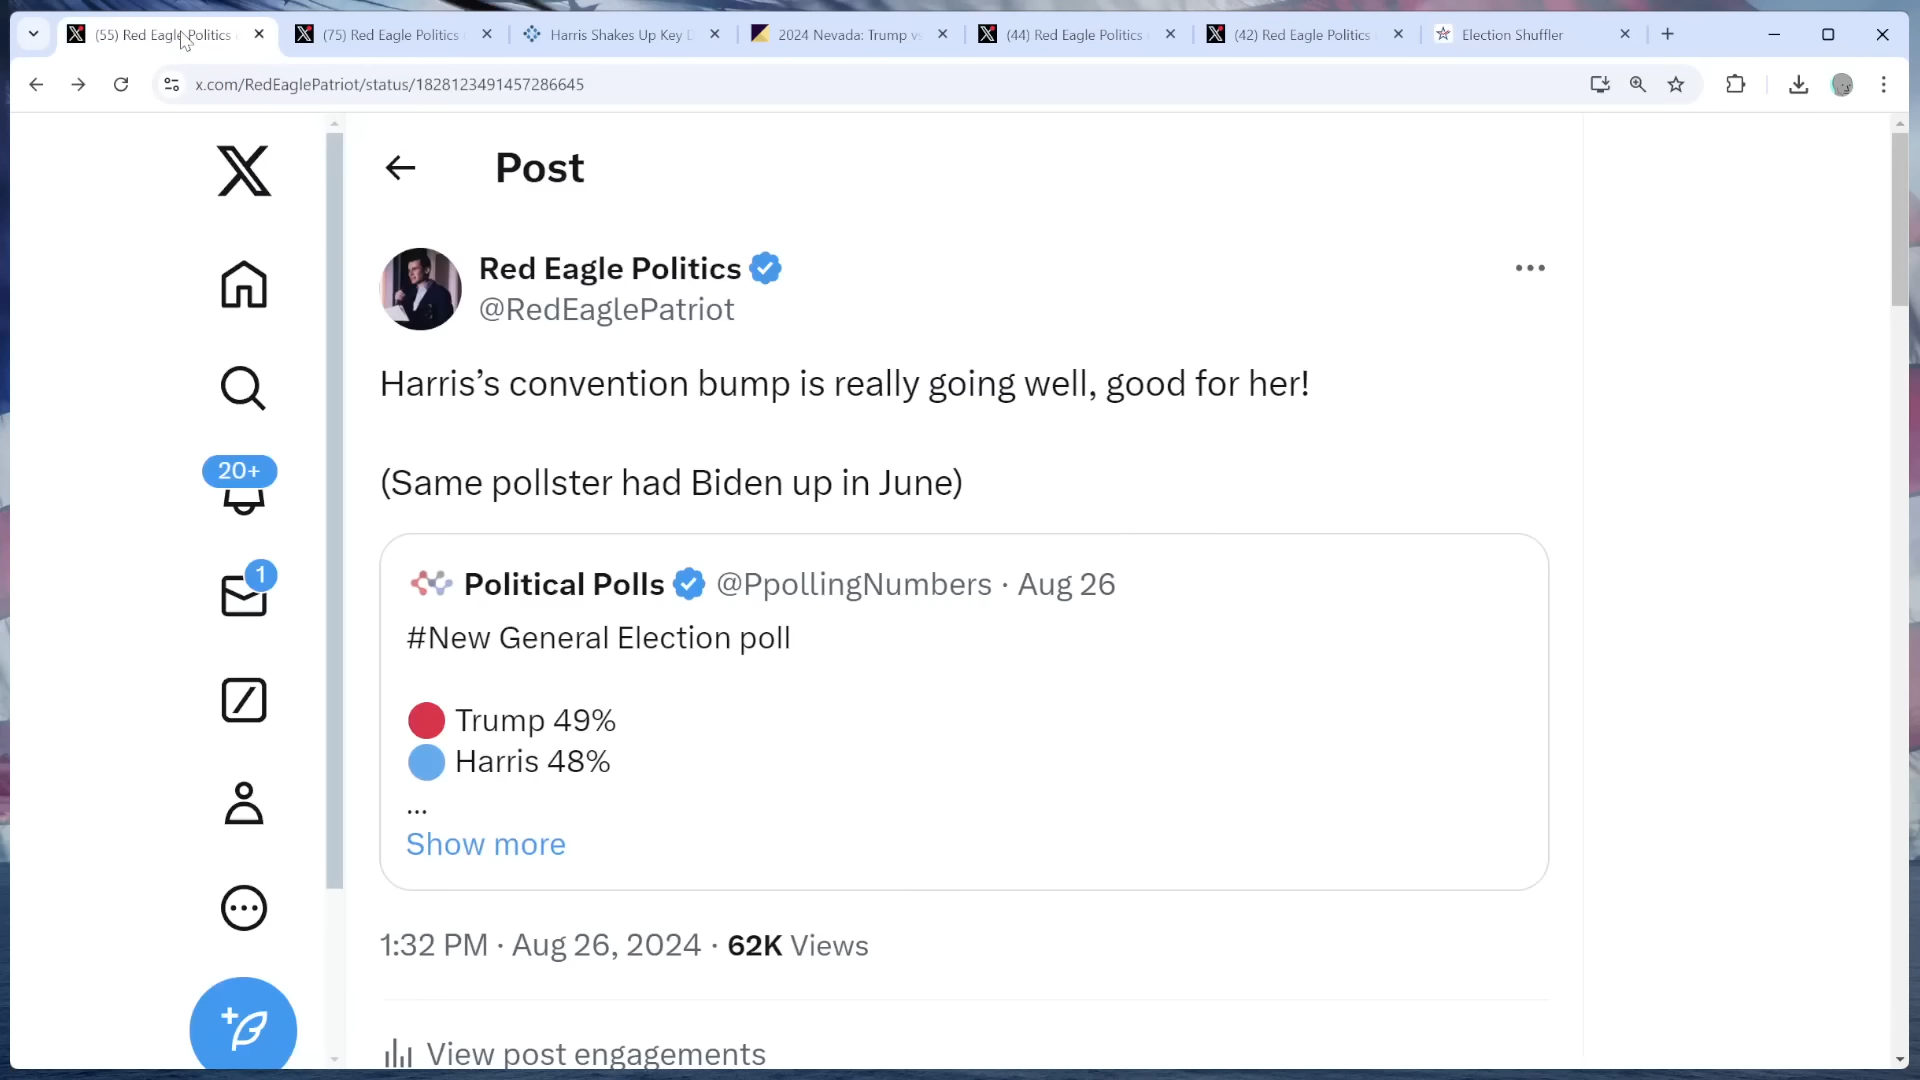 (55) Red Eagle Politics
(75) Red Eagle Politics
Harris Shakes Up Key D
2024 Nevada: Trump vs
(44) Red Eagle Politics
(42) Red Eagle Politics
Election Shuffler
x.com/RedEaglePatriot/status/1828123491457286645
Post
Red Eagle Politics
@RedEaglePatriot
Harris’s convention bump is really going well, good for her!
(Same pollster had Biden up in June)
20+
Political Polls @PpollingNumbers · Aug 26
#New General Election poll
1
Trump 49%
Harris 48%
...
Show more
1:32 PM · Aug 26, 2024 · 62K Views
View post engagements